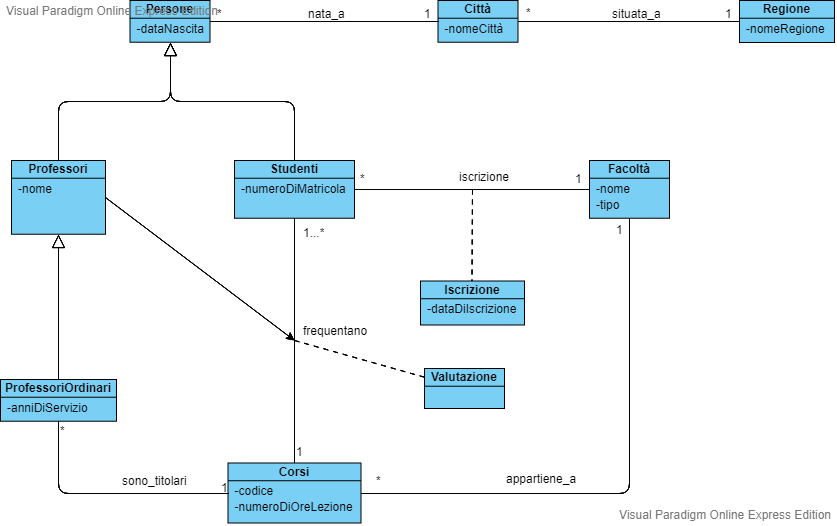 Visual Paradigm Online Express Edition
Persone
-dataNascita
*
nata_a
1
Città
-nomeCittà
*
situata_a
1
Regione
-nomeRegione
Professori
-nome
Studenti
-numeroDiMatricola
*
iscrizione
1
Facoltà
-nome
-tipo
1...*
1
Iscrizione
-dataDiIscrizione
frequentano
Valutazione
ProfessoriOrdinari
-anniDiServizio
*
sono_titolari
1
1
Corsi
-codice
-numeroDiOreLezione
*
appartiene_a
Visual Paradigm Online Express Edition